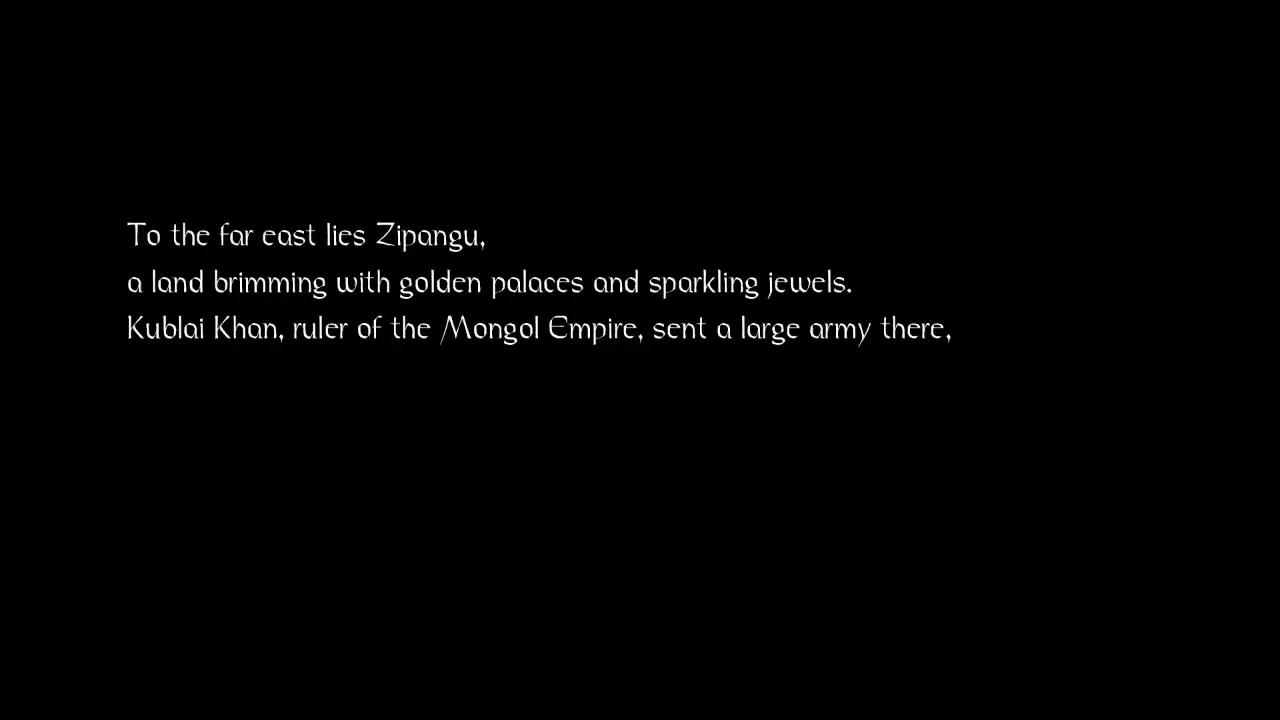 To the far east lies Zipangu,
a land brimming with golden palaces and sparkling jewels.
Kublai Khan, ruler of the Mongol Empire, sent a large army there,